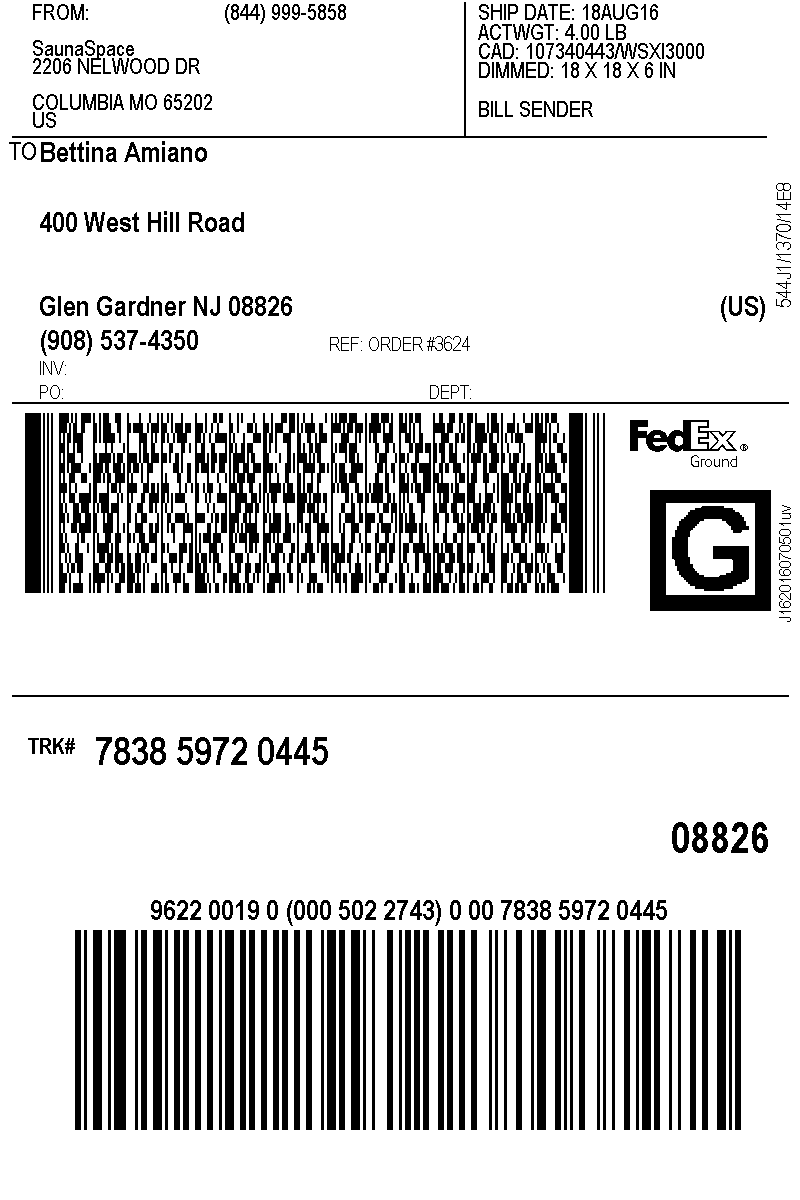 FROM: (844) 999-5858
SaunaSpace
2206 NELWOOD DR
COLUMBIA MO 65202
US
SHIP DATE: 18AUG16
ACTWGT: 4.00 LB
CAD: 107340443/WSXI3000
DIMMED: 18 X 18 X 6 IN
BILL SENDER
TO Bettina Amiano
400 West Hill Road
Glen Gardner NJ 08826 (US)
(908) 537-4350 REF: ORDER #3624
INV:
PO: DEPT:
544J1/1370/14E8
FedEx®
Ground
G
J162016070501uv
TRK# 7838 5972 0445
08826
9622 0019 0 (000 502 2743) 0 00 7838 5972 0445